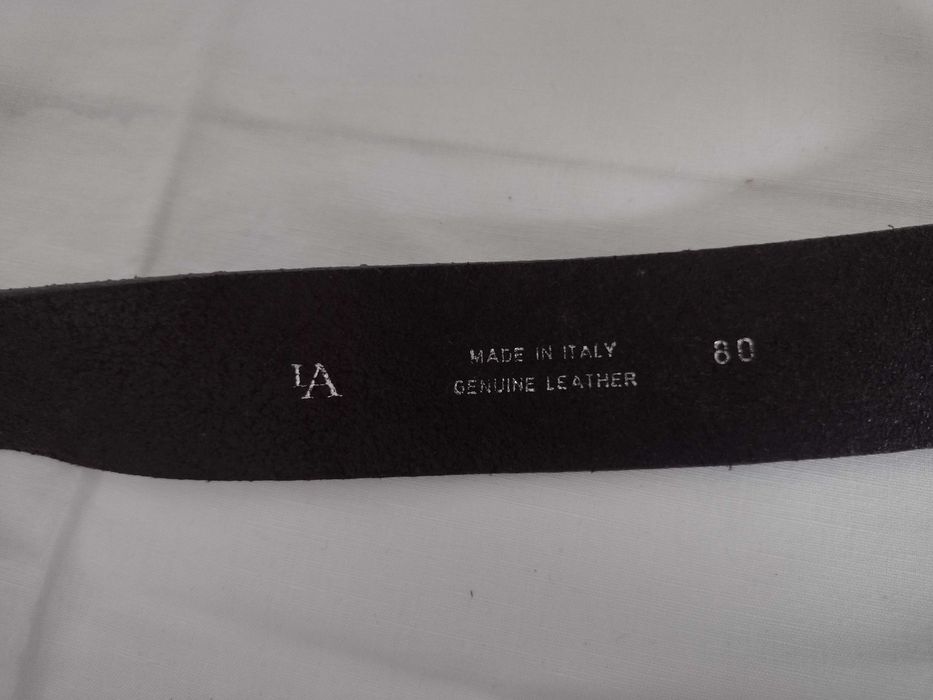 LA
MADE IN ITALY
GENUINE LEATHER
80